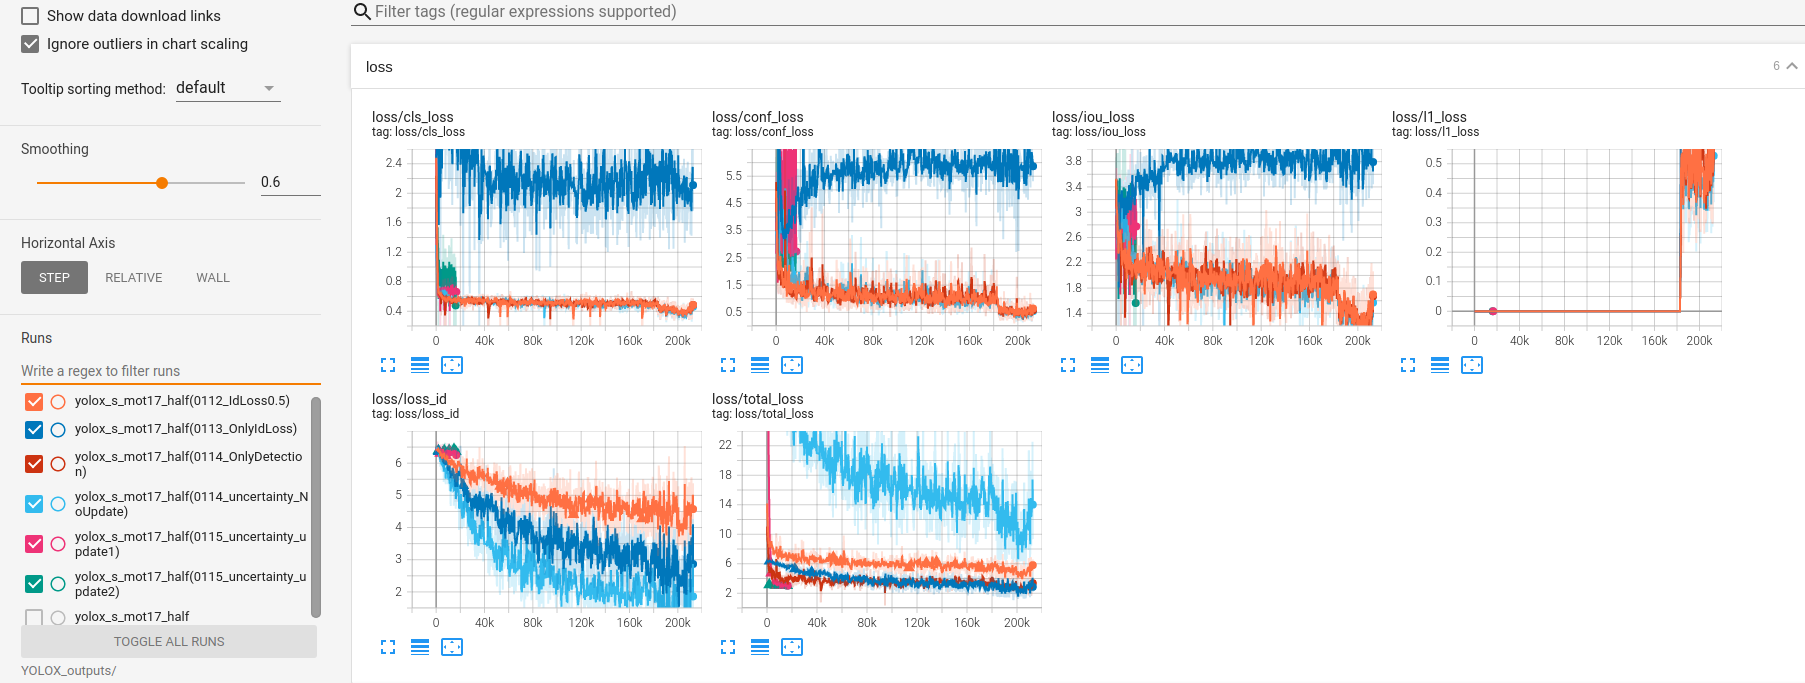 Show data download links
Ignore outliers in chart scaling
Tooltip sorting method: default
Smoothing
0.6
Horizontal Axis
STEP RELATIVE WALL
Runs
Write a regex to filter runs
yolox_s_mot17_half(0112_IdLoss0.5)
yolox_s_mot17_half(0113_OnlyIdLoss)
yolox_s_mot17_half(0114_OnlyDetectio
n)
yolox_s_mot17_half(0114_uncertainty_N
oUpdate)
yolox_s_mot17_half(0115_uncertainty_u
pdate1)
yolox_s_mot17_half(0115_uncertainty_u
pdate2)
yolox_s_mot17_half
TOGGLE ALL RUNS
YOLOX_outputs/
Filter tags (regular expressions supported)
loss 6
loss/cls_loss
tag: loss/cls_loss
2.4
2
1.6
1.2
0.8
0.4
0 40k 80k 120k 160k 200k
loss/conf_loss
tag: loss/conf_loss
5.5
4.5
3.5
2.5
1.5
0.5
0 40k 80k 120k 160k 200k
loss/iou_loss
tag: loss/iou_loss
3.8
3.4
3
2.6
2.2
1.8
1.4
0 40k 80k 120k 160k 200k
loss/l1_loss
tag: loss/l1_loss
0.5
0.4
0.3
0.2
0.1
0
0 40k 80k 120k 160k 200k
loss/loss_id
tag: loss/loss_id
6
5
4
3
2
0 40k 80k 120k 160k 200k
loss/total_loss
tag: loss/total_loss
22
18
14
10
6
2
0 40k 80k 120k 160k 200k